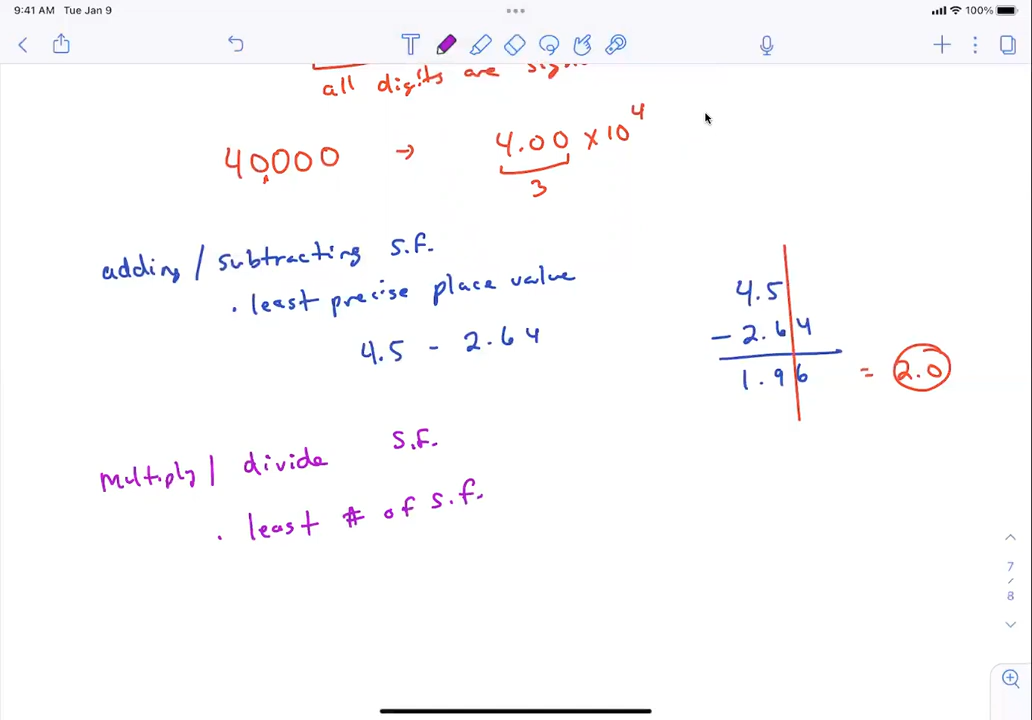 9:41 AM Tue Jan 9
100%
all digits are
40000 → 4.00 × 10^4
3
adding / subtracting s.f.
. least precise place value
4.5 - 2.64
4.5
- 2.64
1.96 = 2.0
multiply / divide s.f.
. least # of s.f.
7
/
8